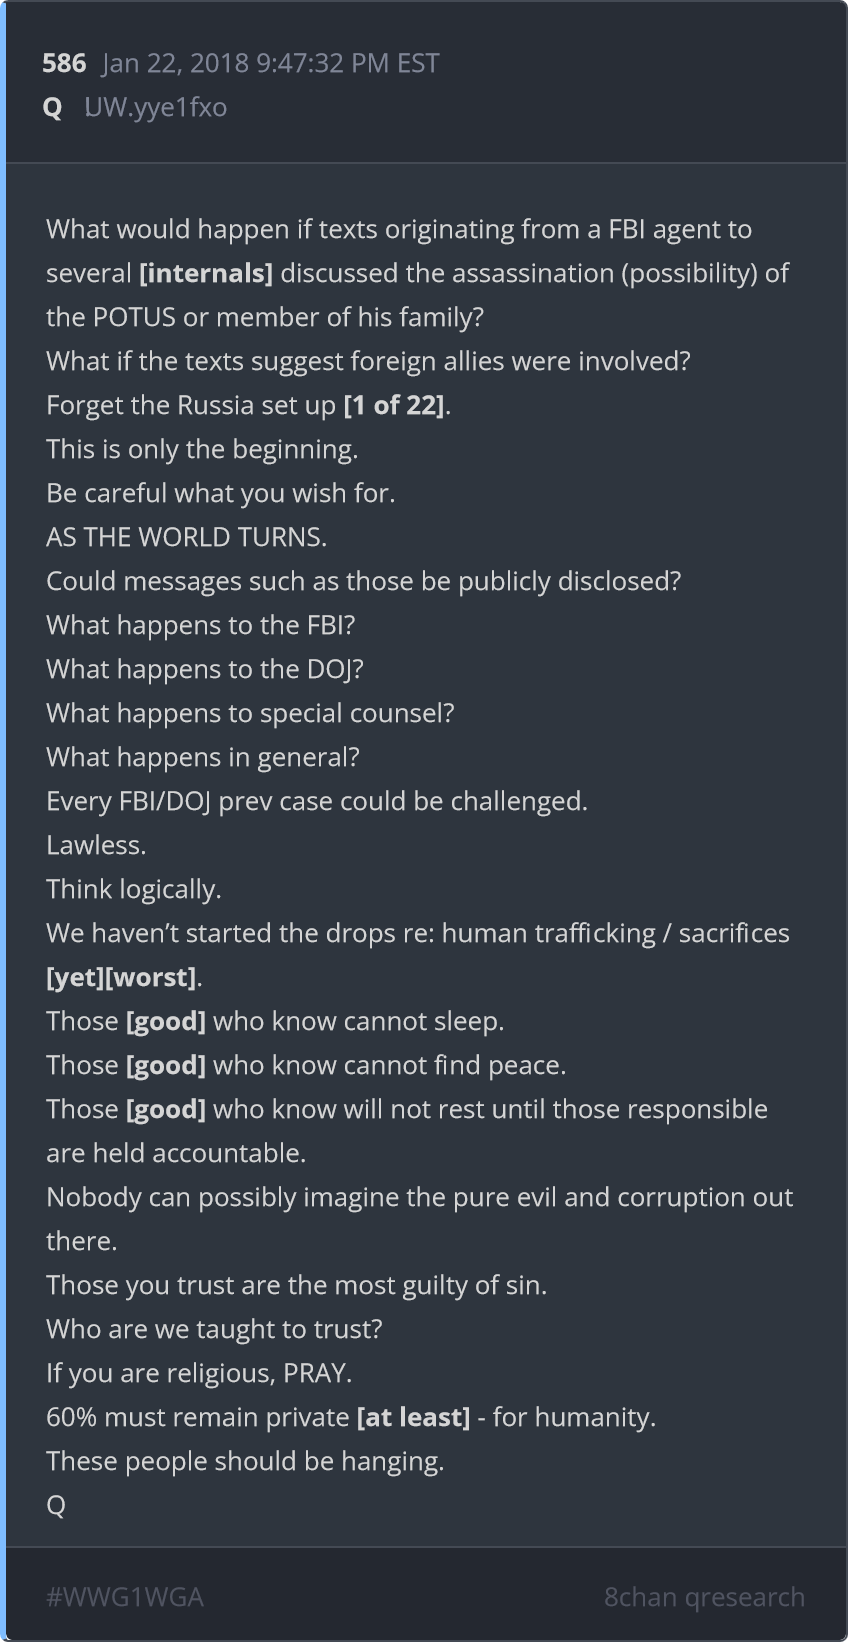 586 Jan 22, 2018 9:47:32 PM EST
Q UW.yye1fxo
What would happen if texts originating from a FBI agent to
several [internals] discussed the assassination (possibility) of
the POTUS or member of his family?
What if the texts suggest foreign allies were involved?
Forget the Russia set up [1 of 22].
This is only the beginning.
Be careful what you wish for.
AS THE WORLD TURNS.
Could messages such as those be publicly disclosed?
What happens to the FBI?
What happens to the DOJ?
What happens to special counsel?
What happens in general?
Every FBI/DOJ prev case could be challenged.
Lawless.
Think logically.
We haven’t started the drops re: human trafficking / sacrifices
[yet][worst].
Those [good] who know cannot sleep.
Those [good] who know cannot find peace.
Those [good] who know will not rest until those responsible
are held accountable.
Nobody can possibly imagine the pure evil and corruption out
there.
Those you trust are the most guilty of sin.
Who are we taught to trust?
If you are religious, PRAY.
60% must remain private [at least] - for humanity.
These people should be hanging.
Q
#WWG1WGA 8chan qresearch